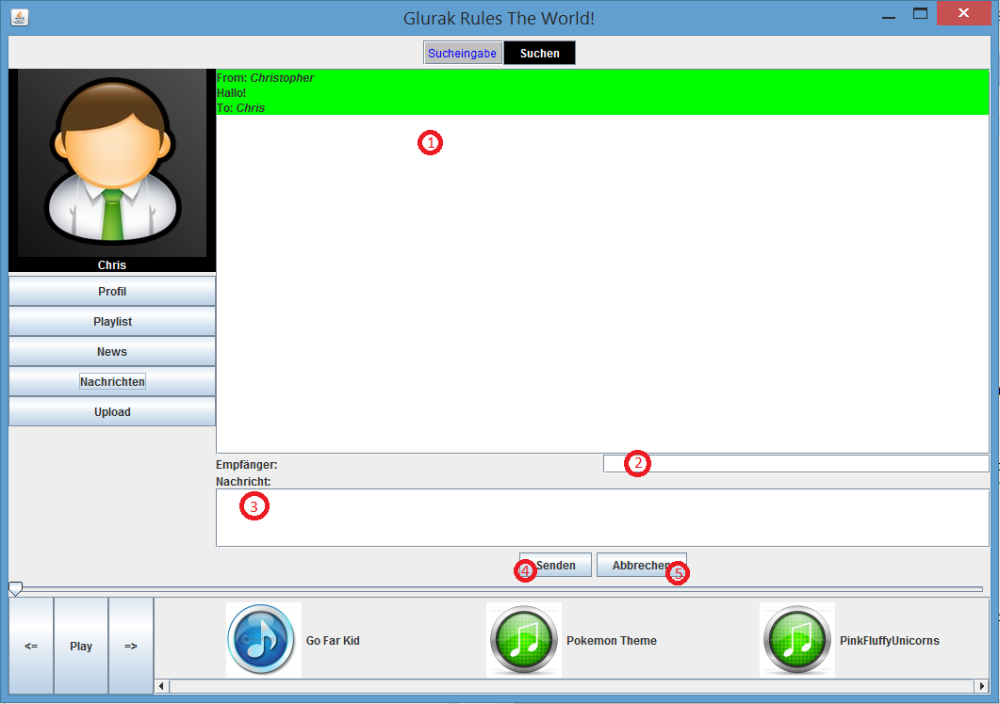 Glurak Rules The World!
Sucheingabe
Suchen
From: Christopher
Hallo!
To: Chris
1
Chris
Profil
Playlist
News
Nachrichten
Upload
Empfänger:
2
Nachricht:
3
4
Senden
Abbrechen
5
<=
Play
=>
Go Far Kid
Pokemon Theme
PinkFluffyUnicorns